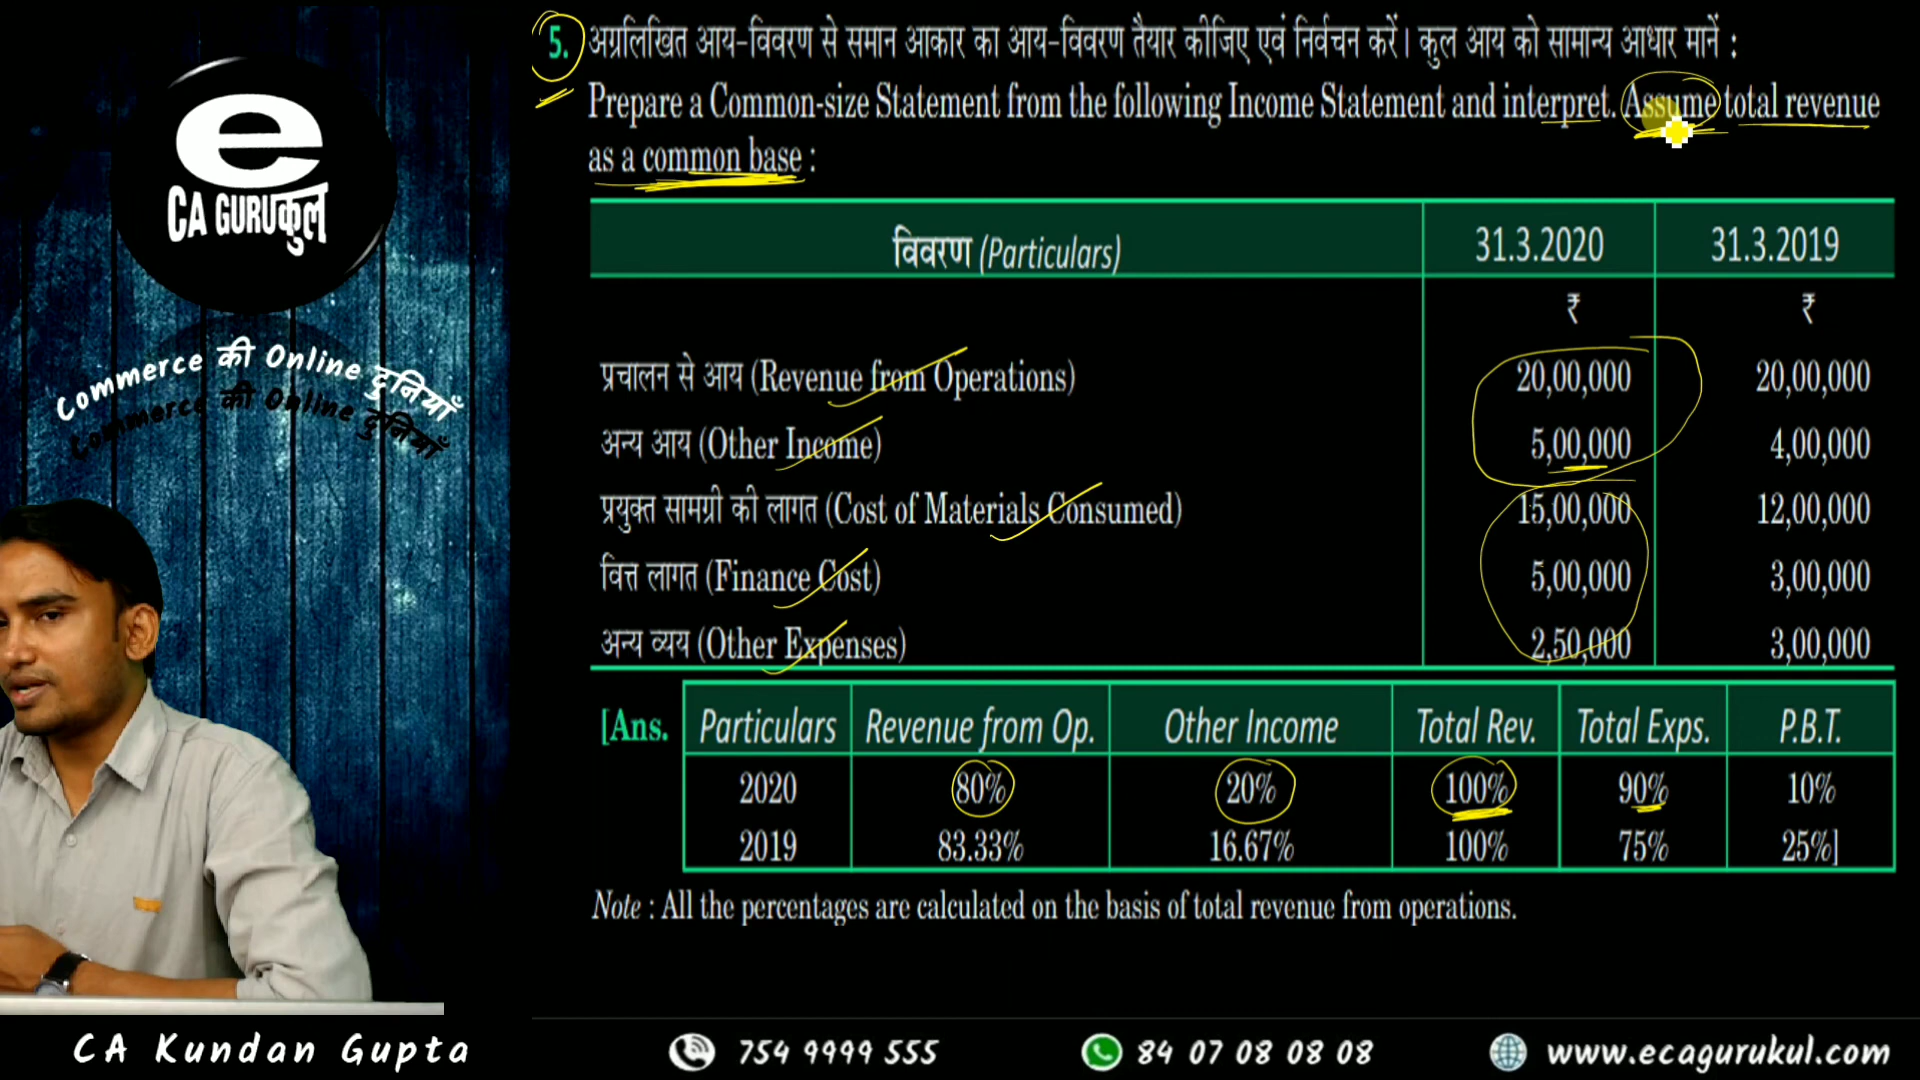 e
CA GURUकुल
Commerce की Online दुनियाँ
5. अग्रलिखित आय-विवरण से समान आकार का आय-विवरण तैयार कीजिए एवं निर्वचन करें। कुल आय को सामान्य आधार मानें :
Prepare a Common-size Statement from the following Income Statement and interpret. Assume total revenue
as a common base :
विवरण (Particulars) 31.3.2020 31.3.2019
₹ ₹
प्रचालन से आय (Revenue from Operations) 20,00,000 20,00,000
अन्य आय (Other Income) 5,00,000 4,00,000
प्रयुक्त सामग्री की लागत (Cost of Materials Consumed) 15,00,000 12,00,000
वित्त लागत (Finance Cost) 5,00,000 3,00,000
अन्य व्यय (Other Expenses) 2,50,000 3,00,000
[Ans. Particulars Revenue from Op. Other Income Total Rev. Total Exps. P.B.T.
2020 80% 20% 100% 90% 10%
2019 83.33% 16.67% 100% 75% 25%]
Note : All the percentages are calculated on the basis of total revenue from operations.
CA Kundan Gupta 754 9999 555 84 07 08 08 08 www.ecagurukul.com